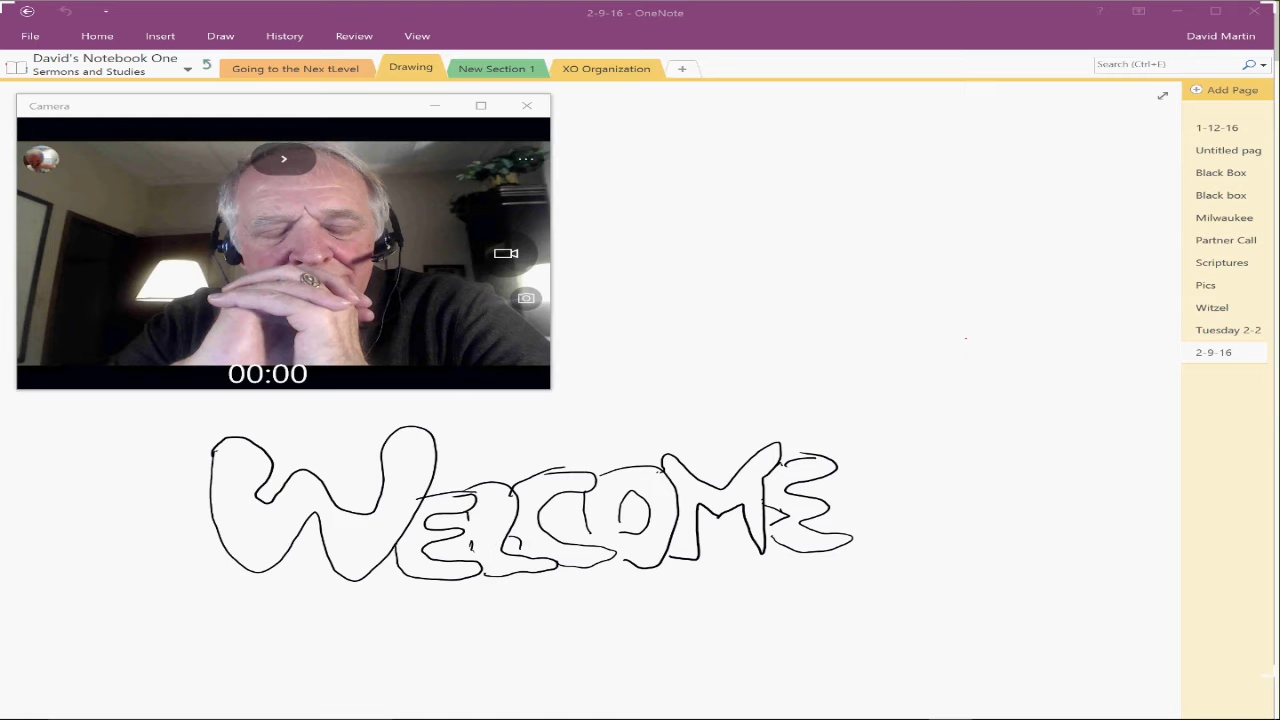 2-9-16 - OneNote
?
File Home Insert Draw History Review View
David Martin
David's Notebook One
Sermons and Studies
Going to the Nex tLevel
Drawing
New Section 1
XO Organization
+
Search (Ctrl+E)
Add Page
Camera
1-12-16
Untitled pag
Black Box
Black box
Milwaukee
Partner Call
Scriptures
Pics
Witzel
Tuesday 2-2
2-9-16
00:00
WELCOME